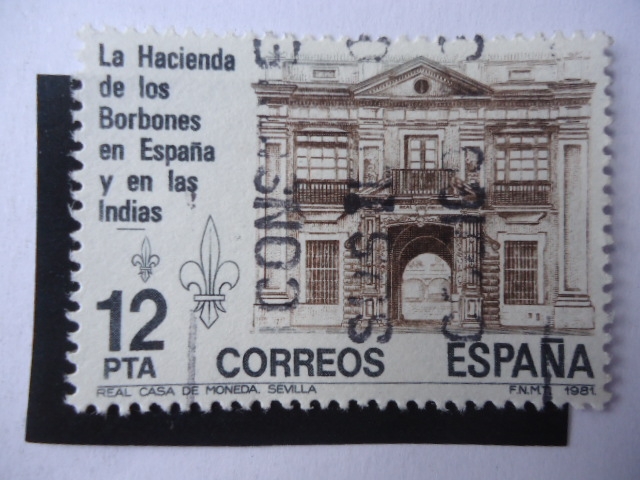 La Hacienda
de los
Borbones
en España
y en las
Indias
12
PTA
CORREOS ESPAÑA
REAL CASA DE MONEDA. SEVILLA F.N.M.T. 1981